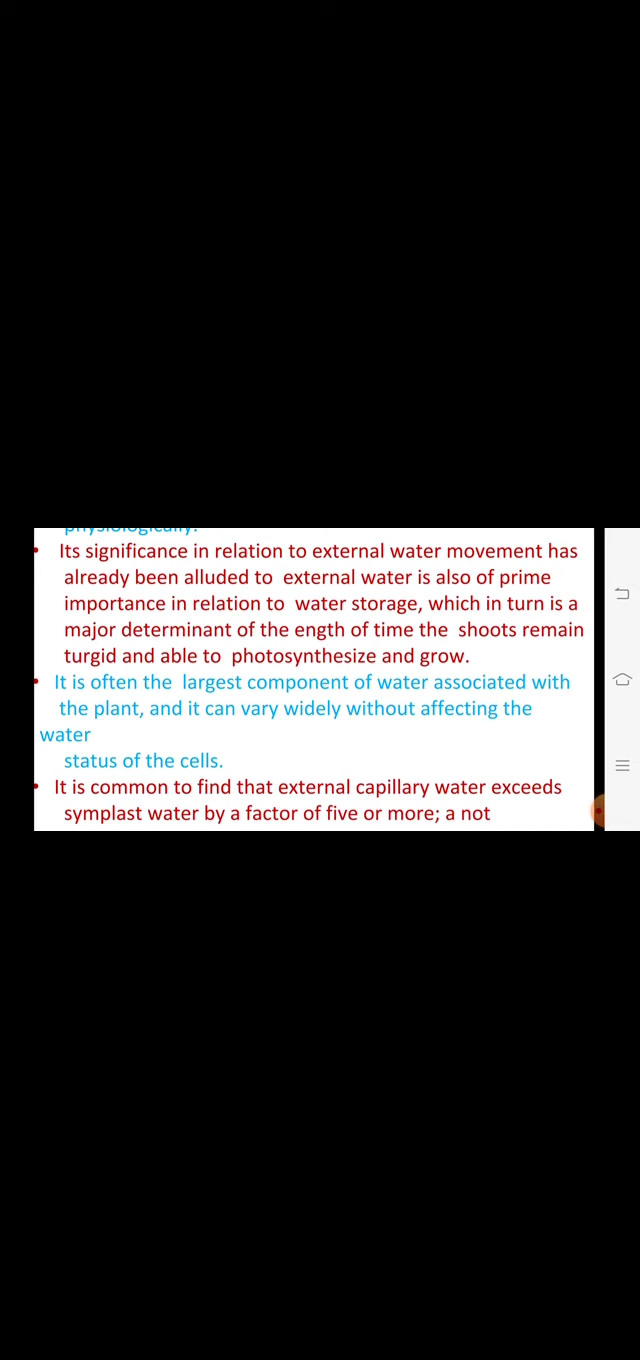 physiologically.
• Its significance in relation to external water movement has
already been alluded to external water is also of prime
importance in relation to water storage, which in turn is a
major determinant of the ength of time the shoots remain
turgid and able to photosynthesize and grow.
• It is often the largest component of water associated with
the plant, and it can vary widely without affecting the
water
status of the cells.
• It is common to find that external capillary water exceeds
symplast water by a factor of five or more; a not